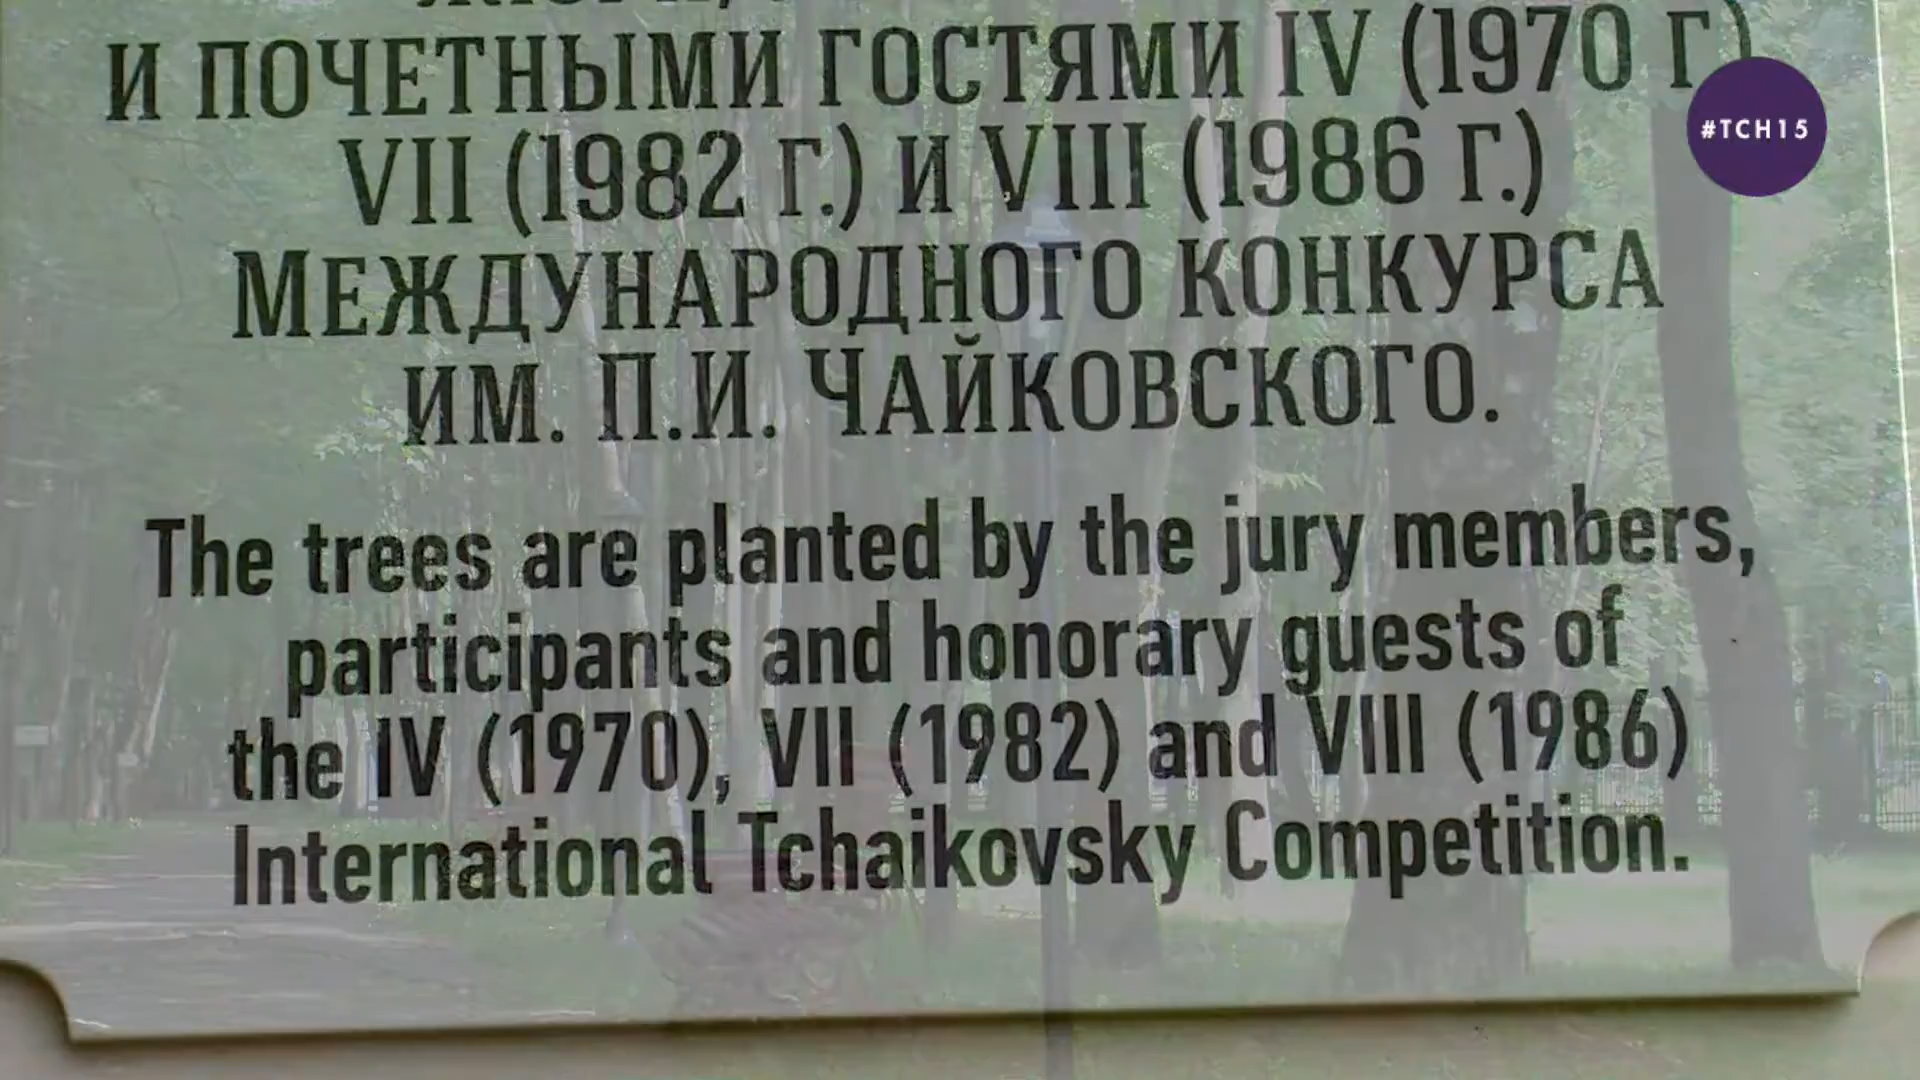 И ПОЧЕТНЫМИ ГОСТЯМИ IV (1970 Г.)
#TCH15
VII (1982 Г.) И VIII (1986 Г.)
МЕЖДУНАРОДНОГО КОНКУРСА
ИМ. П.И. ЧАЙКОВСКОГО.
The trees are planted by the jury members,
participants and honorary guests of
the IV (1970), VII (1982) and VIII (1986)
International Tchaikovsky Competition.